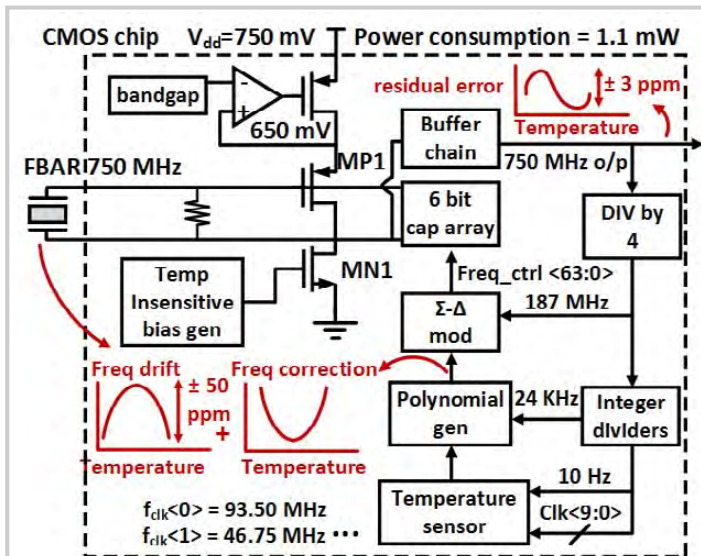 CMOS chip V_dd=750 mV Power consumption = 1.1 mW
bandgap
-
+
650 mV
residual error
± 3 ppm
Temperature
Buffer
chain
750 MHz o/p
FBAR 750 MHz
MP1
6 bit
cap array
DIV by
4
Temp
Insensitive
bias gen
MN1
Freq_ctrl <63:0>
187 MHz
Σ-Δ
mod
Freq drift
± 50
ppm
+
Temperature
Freq correction
Temperature
Polynomial
gen
24 KHz
Integer
dividers
10 Hz
Temperature
sensor
Clk<9:0>
f_clk<0> = 93.50 MHz
f_clk<1> = 46.75 MHz ···